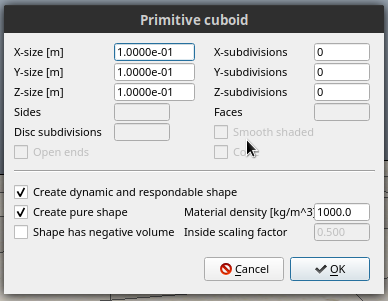 Primitive cuboid
X-size [m] 1.0000e-01 X-subdivisions 0
Y-size [m] 1.0000e-01 Y-subdivisions 0
Z-size [m] 1.0000e-01 Z-subdivisions 0
Sides Faces
Disc subdivisions Smooth shaded
Open ends
Create dynamic and respondable shape
Create pure shape Material density [kg/m^3] 1000.0
Shape has negative volume Inside scaling factor 0.500
Cancel OK